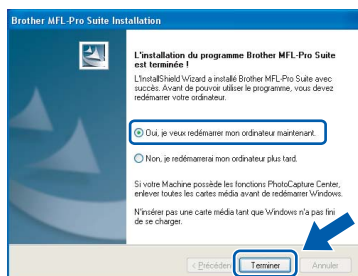 Brother MFL-Pro Suite Installation
L'installation du programme Brother MFL-Pro Suite
est terminée !
L'InstallShield Wizard a installé Brother MFL-Pro Suite avec
succès. Avant de pouvoir utiliser le programme, vous devez
redémarrer votre ordinateur.
Oui, je veux redémarrer mon ordinateur maintenant.
Non, je redémarrerai mon ordinateur plus tard.
Si votre Machine possède les fonctions PhotoCapture Center,
enlever toutes les cartes média avant de redémarrer Windows.
N'insérer pas une carte média tant que Windows n'a pas fini
de se charger.
< Précéden Terminer Annuler